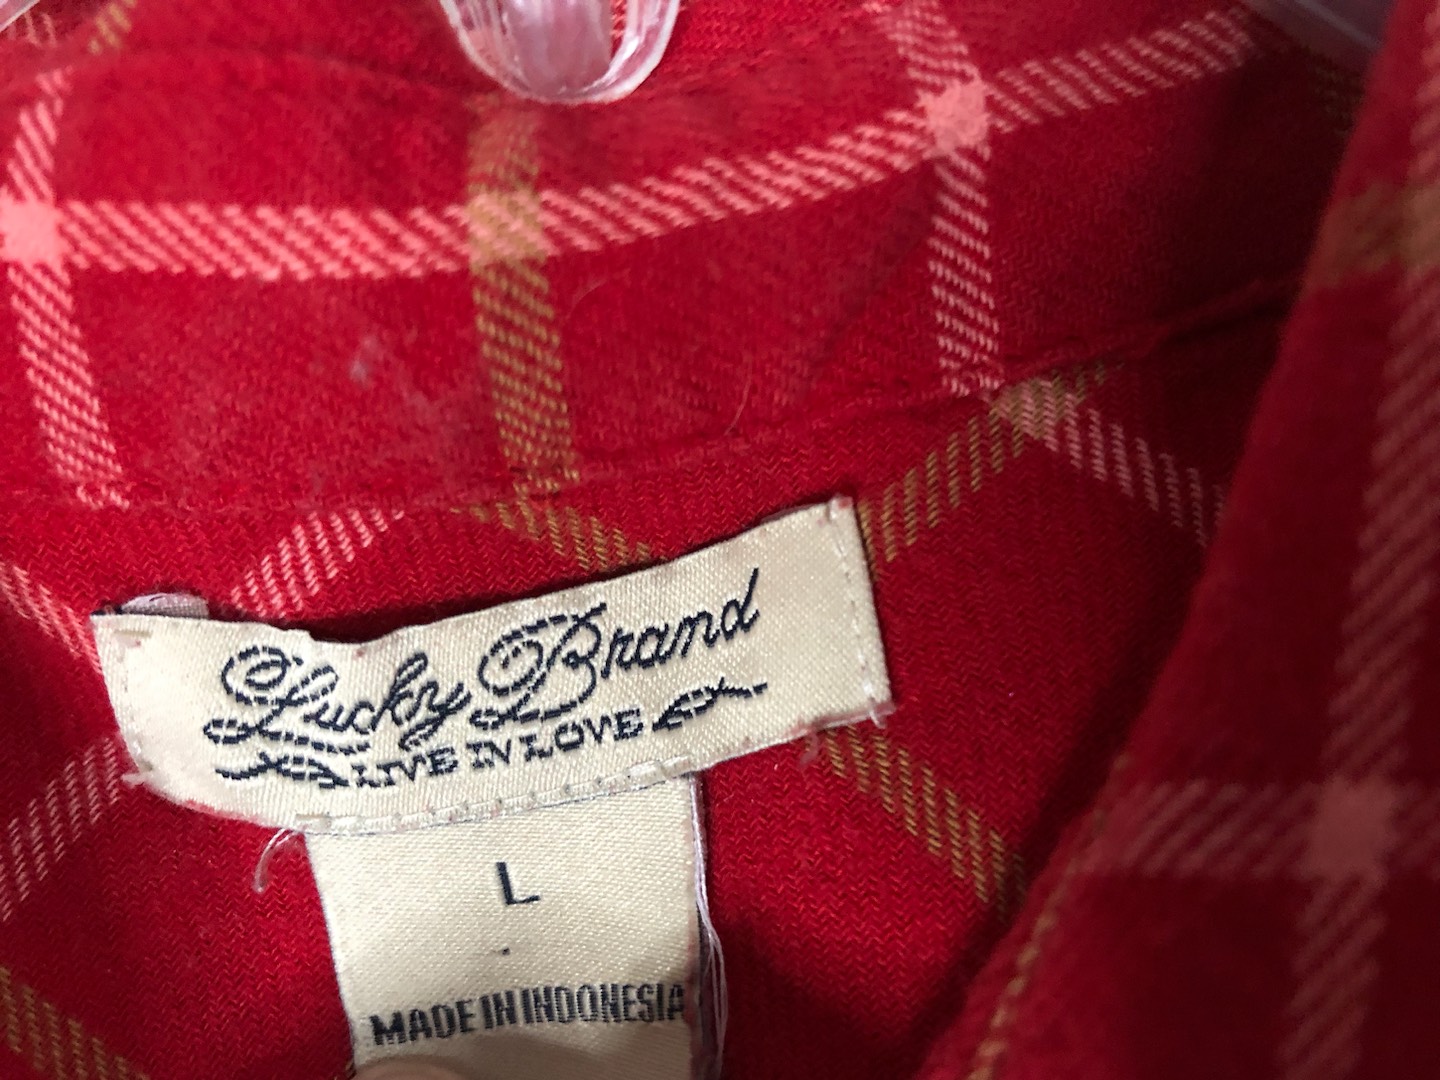 Lucky Brand
LIVE IN LOVE
L
MADE IN INDONESIA